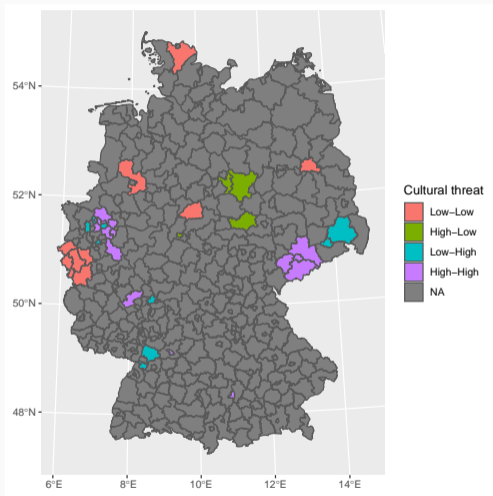 54°N
52°N
50°N
48°N
6°E
8°E
10°E
12°E
14°E
Cultural threat
Low−Low
High−Low
Low−High
High−High
NA